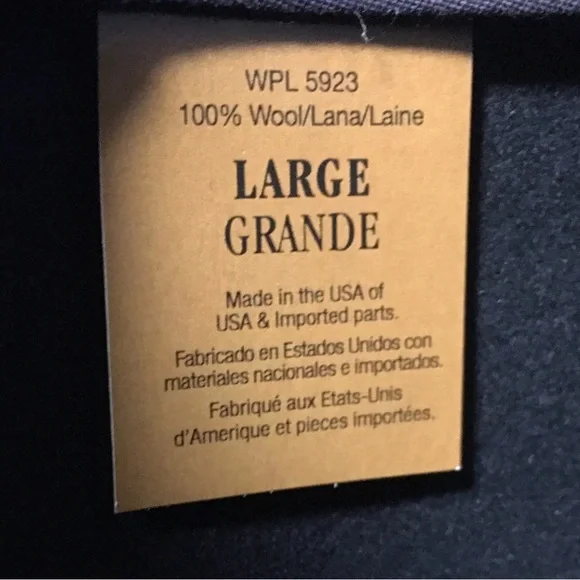 WPL 5923
100% Wool/Lana/Laine
LARGE
GRANDE
Made in the USA of
USA & Imported parts.
Fabricado en Estados Unidos con
materiales nacionales e importados.
Fabriqué aux Etats-Unis
d'Amerique et pieces importées.